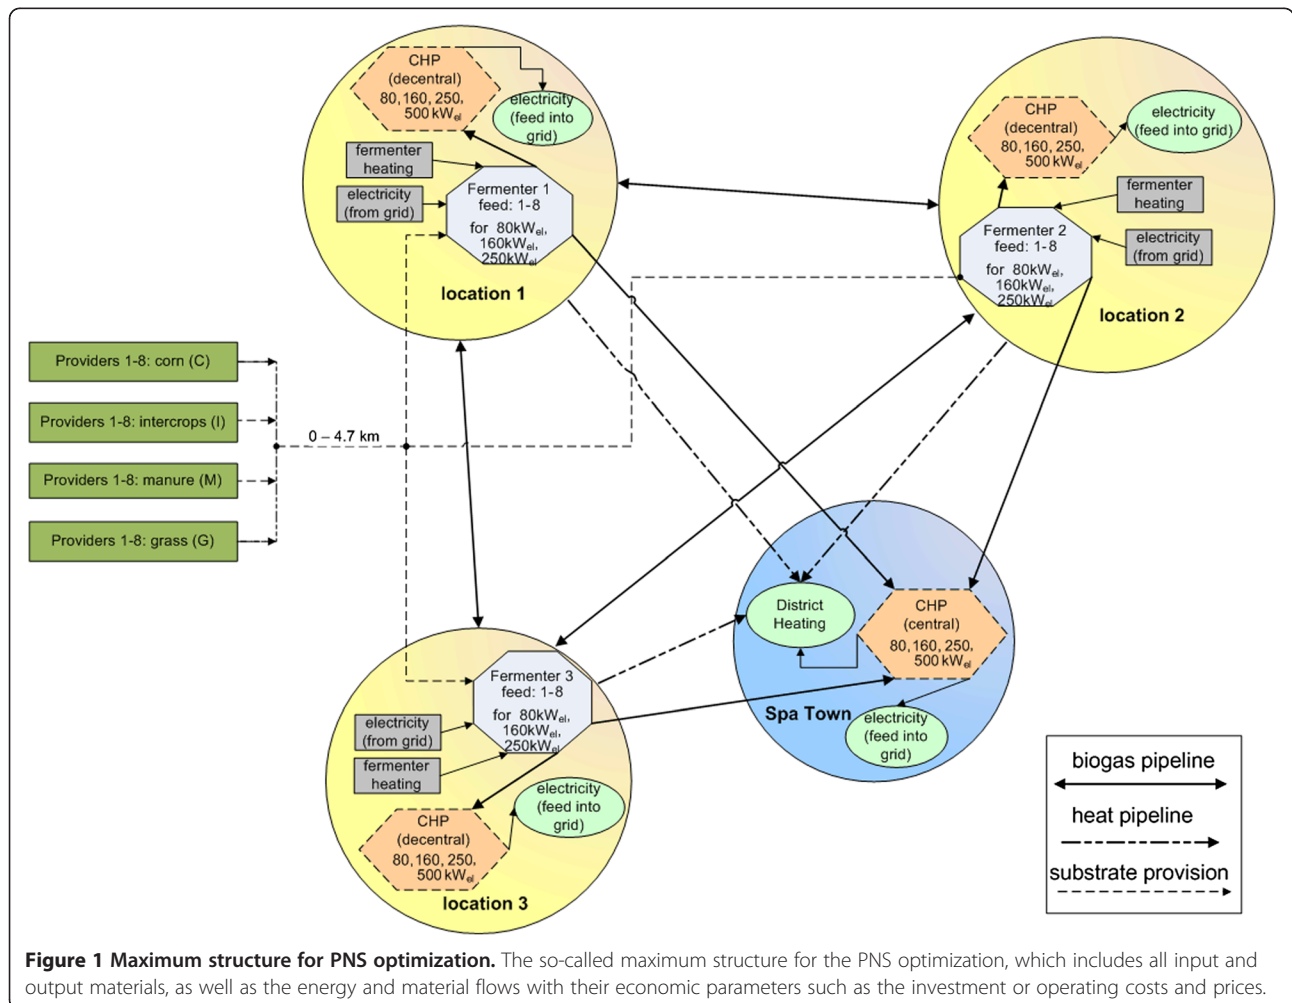 CHP
(decentral)
80, 160, 250,
500 kWel
electricity
(feed into
grid)
fermenter
heating
electricity
(from grid)
Fermenter 1
feed: 1-8
for 80kWel,
160kWel,
250kWel
location 1
CHP
(decentral)
80, 160, 250,
500 kWel
electricity
(feed into grid)
fermenter
heating
Fermenter 2
feed: 1-8
for 80kWel,
160kWel,
250kWel
electricity
(from grid)
location 2
Providers 1-8: corn (C)
Providers 1-8: intercrops (I)
Providers 1-8: manure (M)
Providers 1-8: grass (G)
0 – 4.7 km
District
Heating
CHP
(central)
80, 160, 250,
500 kWel
Spa Town
electricity
(feed into
grid)
Fermenter 3
feed: 1-8
for 80kWel,
160kWel,
250kWel
electricity
(from grid)
fermenter
heating
electricity
(feed into
grid)
CHP
(decentral)
80, 160, 250,
500 kWel
location 3
biogas pipeline
heat pipeline
substrate provision
Figure 1 Maximum structure for PNS optimization. The so-called maximum structure for the PNS optimization, which includes all input and
output materials, as well as the energy and material flows with their economic parameters such as the investment or operating costs and prices.